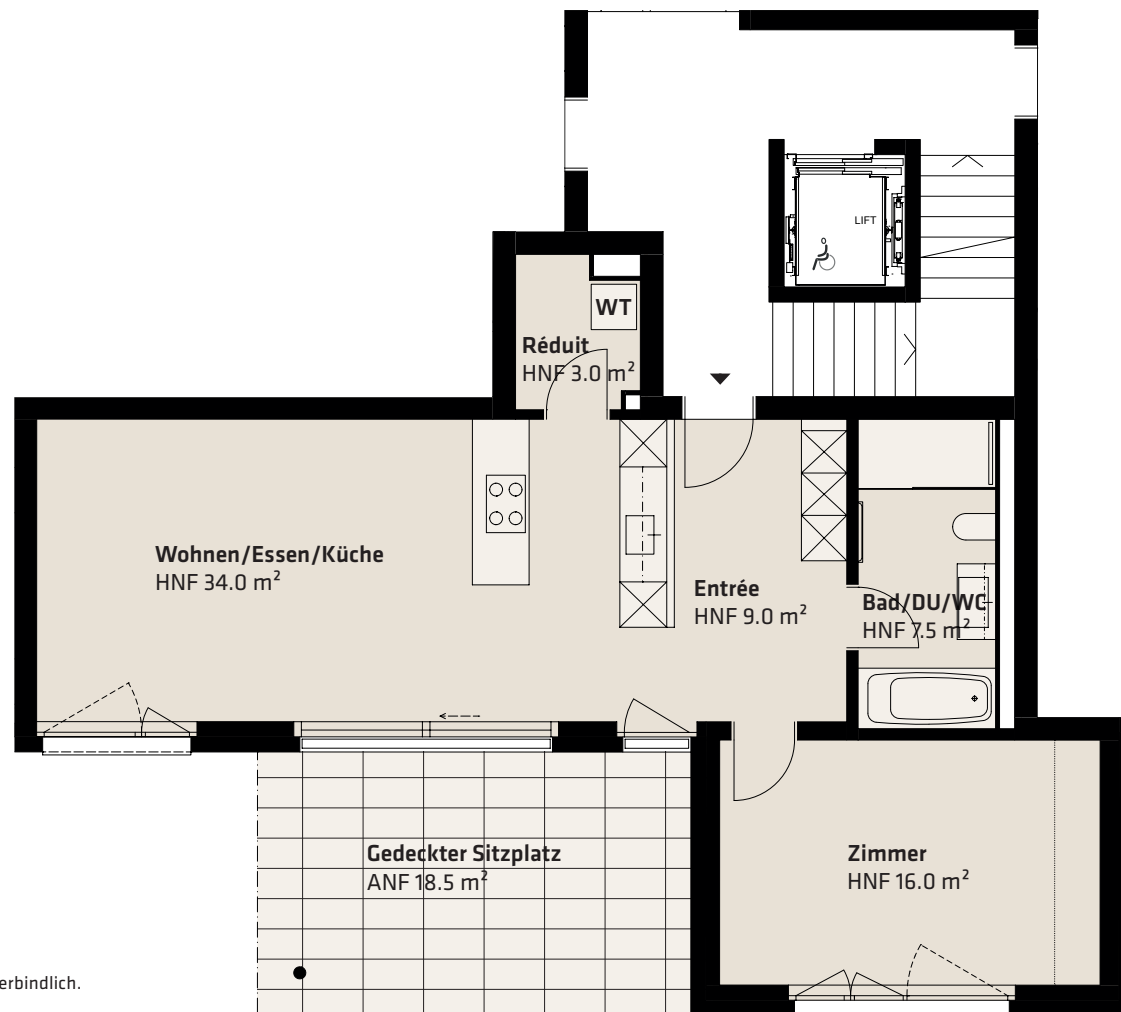 LIFT
WT
Réduit
HNF 3.0 m²
Wohnen/Essen/Küche
HNF 34.0 m²
Entrée
HNF 9.0 m²
Bad/DU/WC
HNF 7.5 m²
Gedeckter Sitzplatz
ANF 18.5 m²
Zimmer
HNF 16.0 m²
erbindlich.